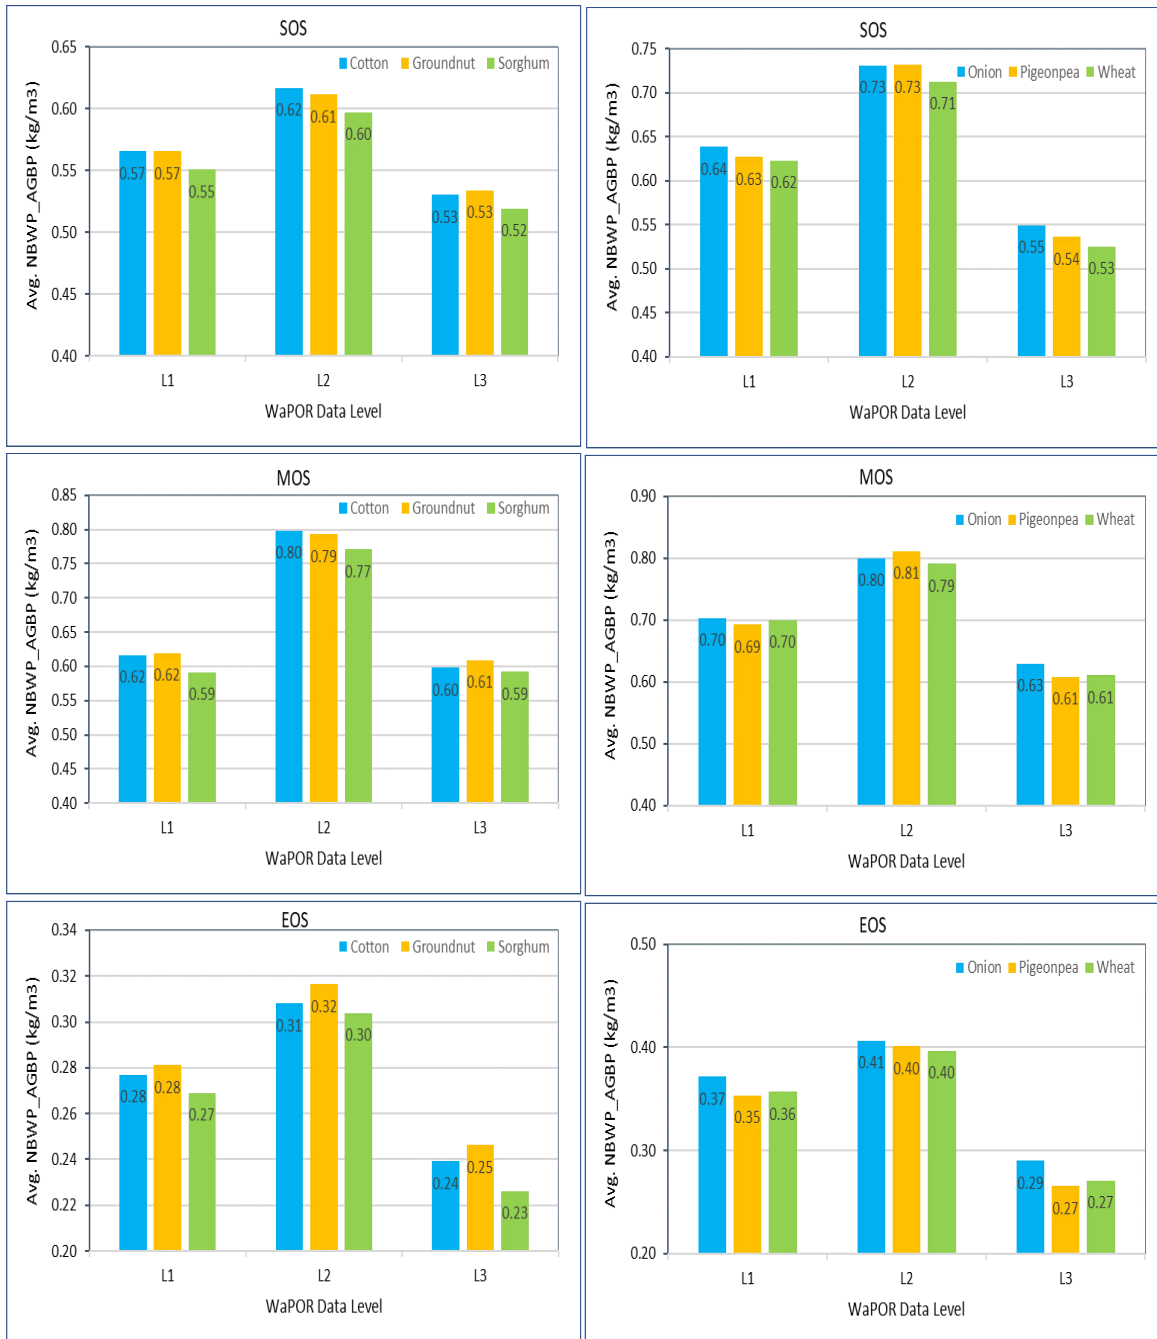 SOS
Cotton Groundnut Sorghum
Avg. NBWP_AGBP (kg/m3)
0.65
0.60
0.55
0.50
0.45
0.40
0.57 0.57 0.55
0.62 0.61 0.60
0.53 0.53 0.52
L1 L2 L3
WaPOR Data Level
SOS
Onion Pigeonpea Wheat
Avg. NBWP_AGBP (kg/m3)
0.75
0.70
0.65
0.60
0.55
0.50
0.45
0.40
0.64 0.63 0.62
0.73 0.73 0.71
0.55 0.54 0.53
L1 L2 L3
WaPOR Data Level
MOS
Cotton Groundnut Sorghum
Avg. NBWP_AGBP (kg/m3)
0.85
0.80
0.75
0.70
0.65
0.60
0.55
0.50
0.45
0.40
0.62 0.62 0.59
0.80 0.79 0.77
0.60 0.61 0.59
L1 L2 L3
WaPOR Data Level
MOS
Onion Pigeonpea Wheat
Avg. NBWP_AGBP (kg/m3)
0.90
0.80
0.70
0.60
0.50
0.40
0.70 0.69 0.70
0.80 0.81 0.79
0.63 0.61 0.61
L1 L2 L3
WaPOR Data Level
EOS
Cotton Groundnut Sorghum
Avg. NBWP_AGBP (kg/m3)
0.34
0.32
0.30
0.28
0.26
0.24
0.22
0.20
0.28 0.28 0.27
0.31 0.32 0.30
0.24 0.25 0.23
L1 L2 L3
WaPOR Data Level
EOS
Onion Pigeonpea Wheat
Avg. NBWP_AGBP (kg/m3)
0.50
0.40
0.30
0.20
0.37 0.35 0.36
0.41 0.40 0.40
0.29 0.27 0.27
L1 L2 L3
WaPOR Data Level